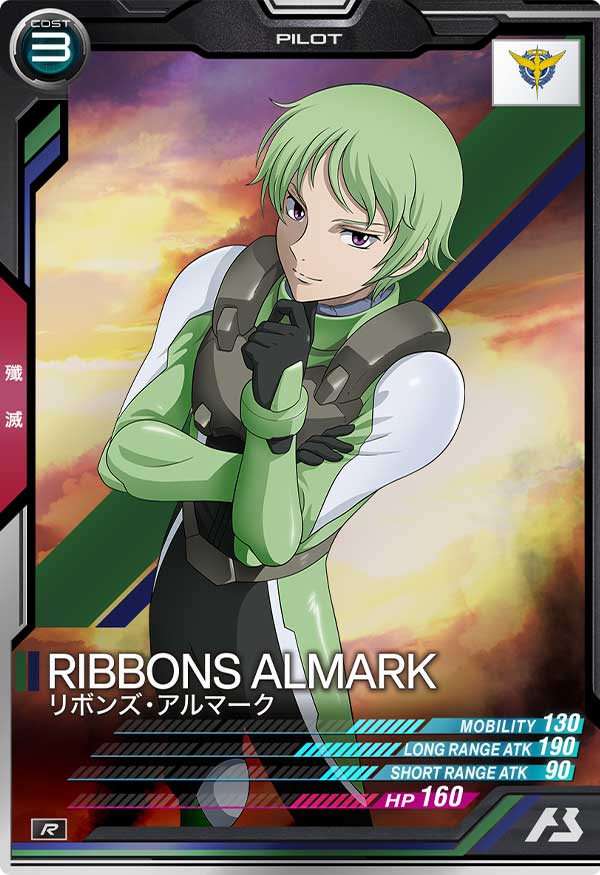 COST
3
PILOT
殲滅
RIBBONS ALMARK
リボンズ・アルマーク
MOBILITY 130
LONG RANGE ATK 190
SHORT RANGE ATK 90
HP 160
R